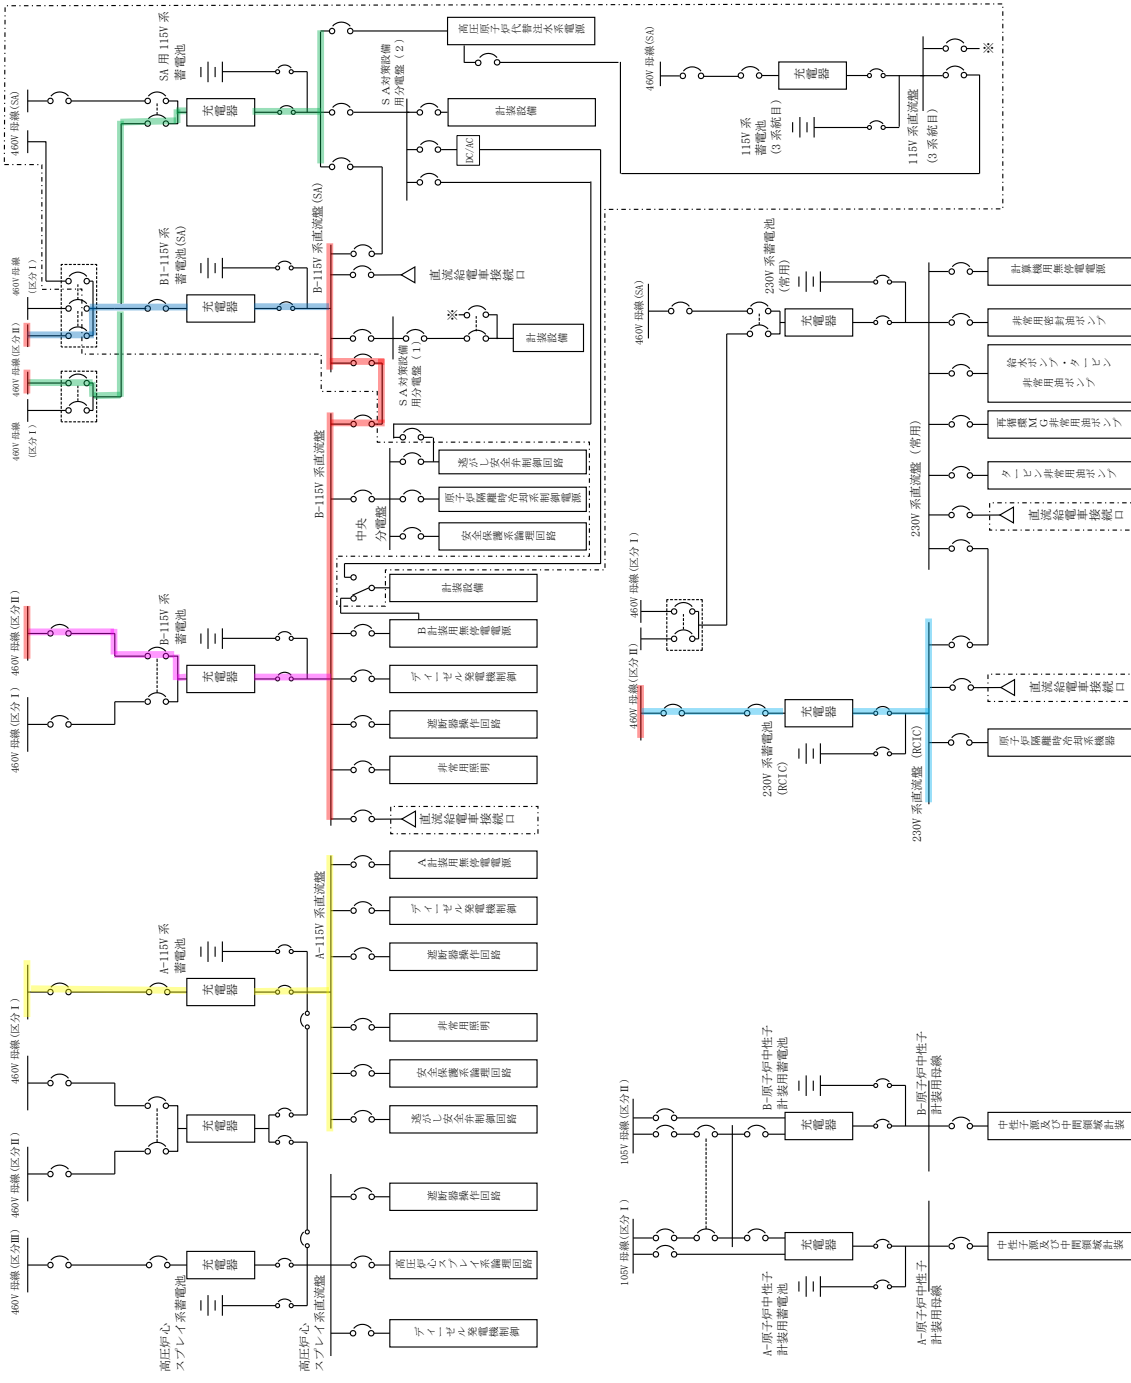 460V 母線(SA)
460V 母線(SA)
SA 用 115V 系
蓄電池
充電器
ＳＡ対策設備
用分電盤（２）
高圧原子炉代替注水系電源
計装設備
DC/AC
460V 母線(SA)
充電器
115V 系
蓄電池
(3 系統目)
115V 系直流盤
(3 系統目)
※
460V 母線
(区分Ⅰ)
460V 母線(区分Ⅱ)
460V 母線(区分Ⅱ)
460V 母線
(区分Ⅰ)
B1-115V 系
蓄電池(SA)
充電器
B-115V 系直流盤(SA)
直流給電車接続口
ＳＡ対策設備
用分電盤（１）
※
計装設備
B-115V 系直流盤
中央
分電盤
逃がし安全弁制御回路
原子炉隔離時冷却系制御電源
安全保護系論理回路
計装設備
460V 母線(区分Ⅱ)
460V 母線(区分Ⅰ)
B-115V 系
蓄電池
充電器
Ｂ計装用無停電電源
ディーゼル発電機制御
遮断器操作回路
非常用照明
直流給電車接続口
460V 母線(区分Ⅰ)
460V 母線(区分Ⅱ)
460V 母線(区分Ⅲ)
A-115V 系
蓄電池
充電器
充電器
充電器
A-115V 系直流盤
Ａ計装用無停電電源
ディーゼル発電機制御
遮断器操作回路
非常用照明
安全保護系論理回路
逃がし安全弁制御回路
高圧炉心
スプレイ系蓄電池
高圧炉心
スプレイ系直流盤
遮断器操作回路
高圧炉心スプレイ系論理回路
ディーゼル発電機制御
460V 母線(SA)
230V 系蓄電池
(常用)
充電器
230V 系直流盤（常用）
計算機用無停電電源
非常用密封油ポンプ
給水ポンプ・タービン
非常用油ポンプ
再循環ＭＧ非常用油ポンプ
タービン非常用油ポンプ
直流給電車接続口
460V 母線(区分Ⅰ)
460V 母線(区分Ⅱ)
充電器
230V 系蓄電池
(RCIC)
230V 系直流盤 (RCIC)
直流給電車接続口
原子炉隔離時冷却系機器
105V 母線(区分Ⅱ)
105V 母線(区分Ⅰ)
B-原子炉中性子
計装用蓄電池
充電器
B-原子炉中性子
計装用母線
中性子源及び中間領域計装
A-原子炉中性子
計装用蓄電池
充電器
A-原子炉中性子
計装用母線
中性子源及び中間領域計装